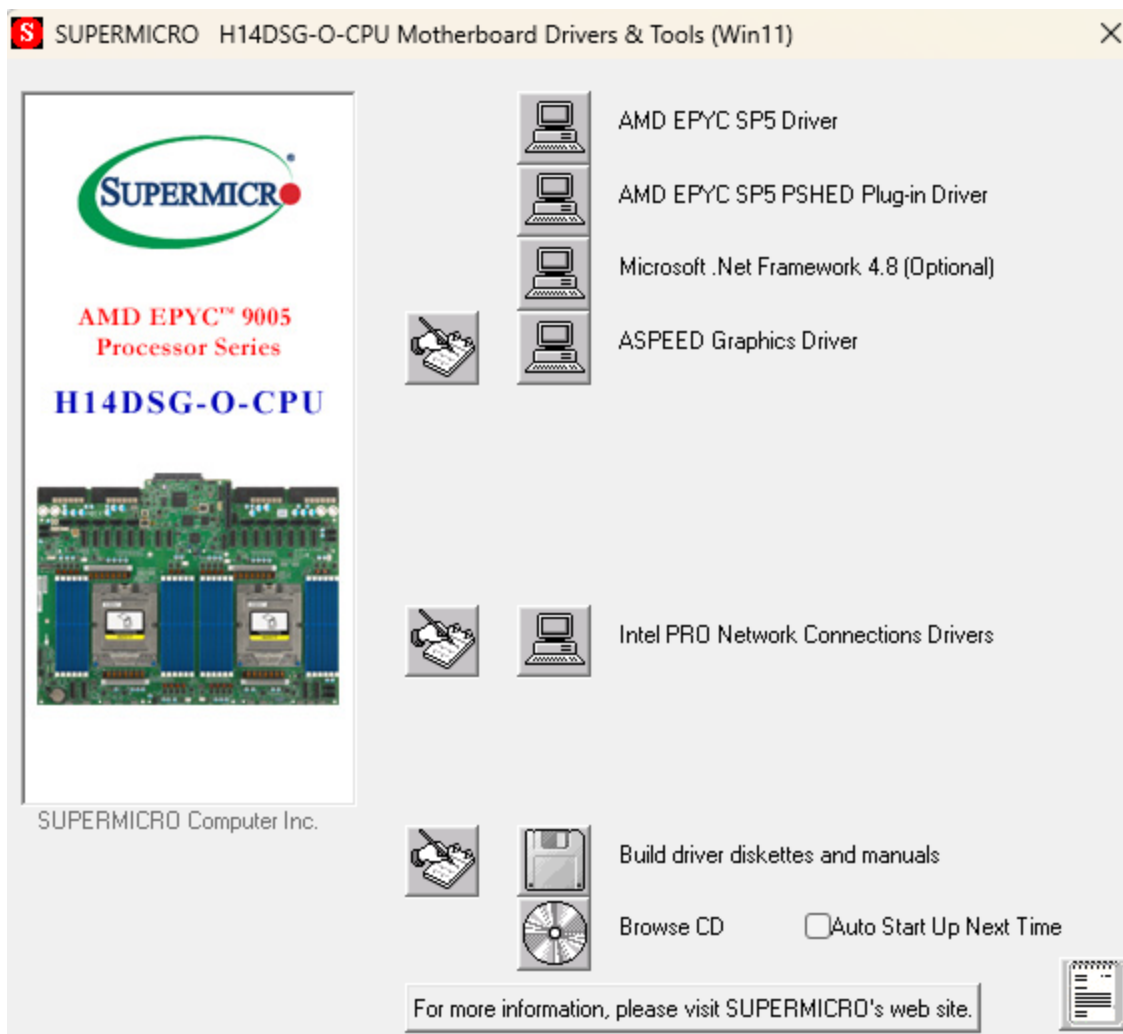 S SUPERMICRO H14DSG-O-CPU Motherboard Drivers & Tools (Win11)
SUPERMICRO
AMD EPYC™ 9005
Processor Series
H14DSG-O-CPU
SUPERMICRO Computer Inc.
AMD EPYC SP5 Driver
AMD EPYC SP5 PSHED Plug-in Driver
Microsoft .Net Framework 4.8 (Optional)
ASPEED Graphics Driver
Intel PRO Network Connections Drivers
Build driver diskettes and manuals
Browse CD Auto Start Up Next Time
For more information, please visit SUPERMICRO's web site.